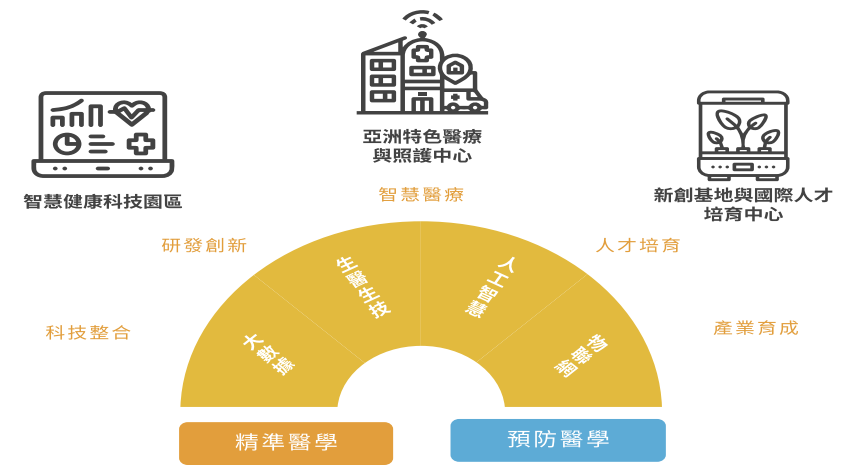 亞洲特色醫療
與照護中心
智慧健康科技園區
新創基地與國際人才
培育中心
智慧醫療
研發創新
人才培育
科技整合
產業育成
大數據
生醫生技
人工智慧
物聯網
精準醫學
預防醫學